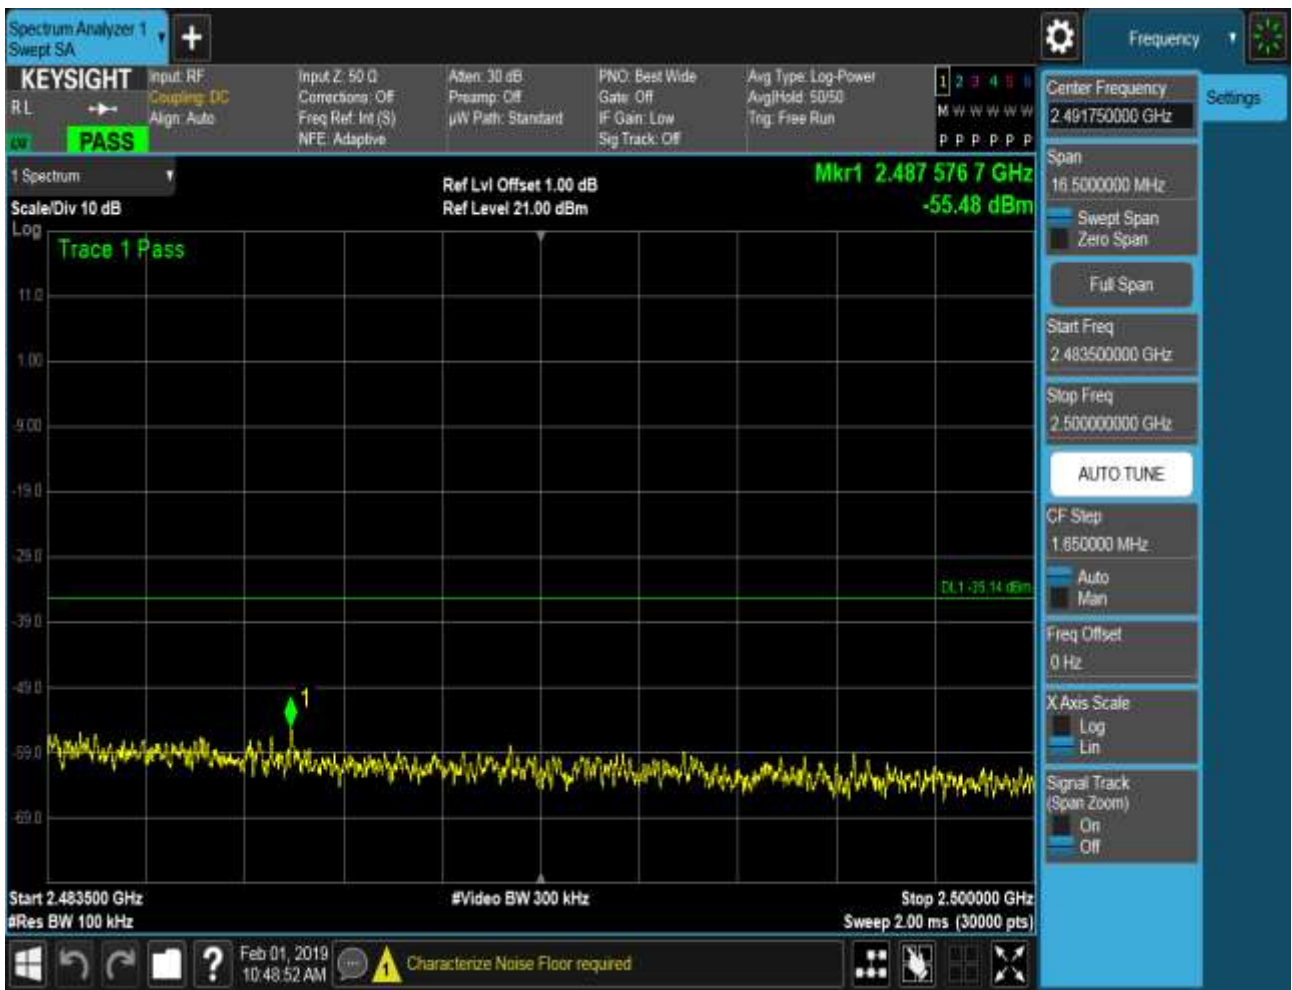 Spectrum Analyzer 1
Swept SA
+
Frequency
KEYSIGHT
R L
PASS
Input: RF
Coupling: DC
Align: Auto
Input Z: 50 Ω
Corrections: Off
Freq Ref: Int (S)
NFE: Adaptive
Atten: 30 dB
Preamp: Off
µW Path: Standard
PNO: Best Wide
Gate: Off
IF Gain: Low
Sig Track: Off
Avg Type: Log-Power
Avg|Hold: 50/50
Trig: Free Run
1 2 3 4 5 6
M W W W W W
P P P P P P
1 Spectrum
Scale/Div 10 dB
Log
Ref Lvl Offset 1.00 dB
Ref Level 21.00 dBm
Mkr1 2.487 576 7 GHz
-55.48 dBm
Trace 1 Pass
11.0
1.00
-9.00
-19.0
-29.0
DL1 -35.14 dBm
-39.0
-49.0
1
-59.0
-69.0
Start 2.483500 GHz
#Res BW 100 kHz
#Video BW 300 kHz
Stop 2.500000 GHz
Sweep 2.00 ms (30000 pts)
Feb 01, 2019
10:48:52 AM
?
1
Characterize Noise Floor required
Center Frequency
2.491750000 GHz
Settings
Span
16.5000000 MHz
Swept Span
Zero Span
Full Span
Start Freq
2.483500000 GHz
Stop Freq
2.500000000 GHz
AUTO TUNE
CF Step
1.650000 MHz
Auto
Man
Freq Offset
0 Hz
X Axis Scale
Log
Lin
Signal Track
(Span Zoom)
On
Off